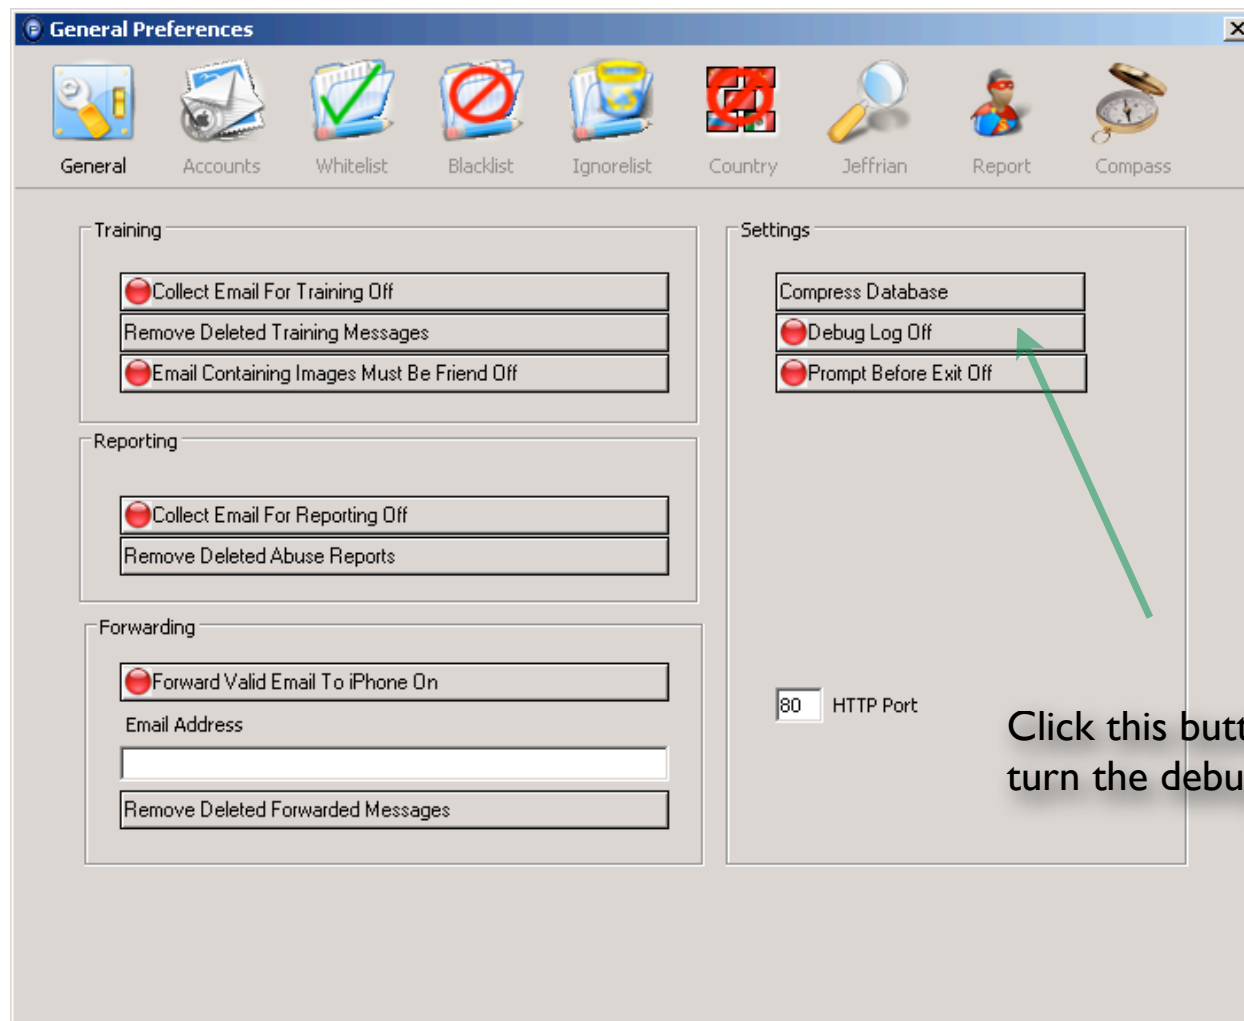 General Preferences
General Accounts Whitelist Blacklist Ignorelist Country Jeffrian Report Compass
Training
Collect Email For Training Off
Remove Deleted Training Messages
Email Containing Images Must Be Friend Off
Reporting
Collect Email For Reporting Off
Remove Deleted Abuse Reports
Forwarding
Forward Valid Email To iPhone On
Email Address
Remove Deleted Forwarded Messages
Settings
Compress Database
Debug Log Off
Prompt Before Exit Off
80 HTTP Port
Click this
turn the